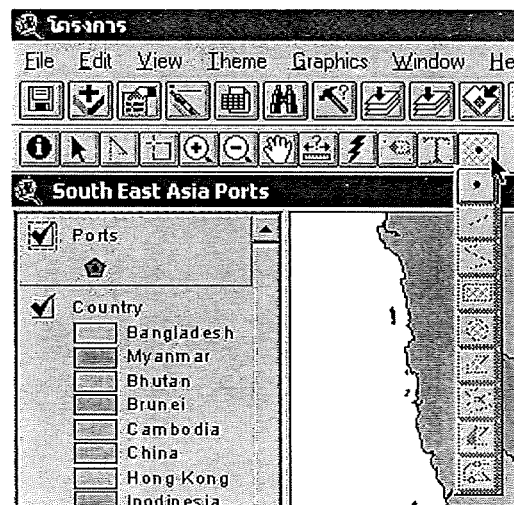 โครงการ
File Edit View Theme Graphics Window He
T
South East Asia Ports
Ports
Country
Bangladesh
Myanmar
Bhutan
Brunei
Cambodia
China
Hong Kong
Inodinesia